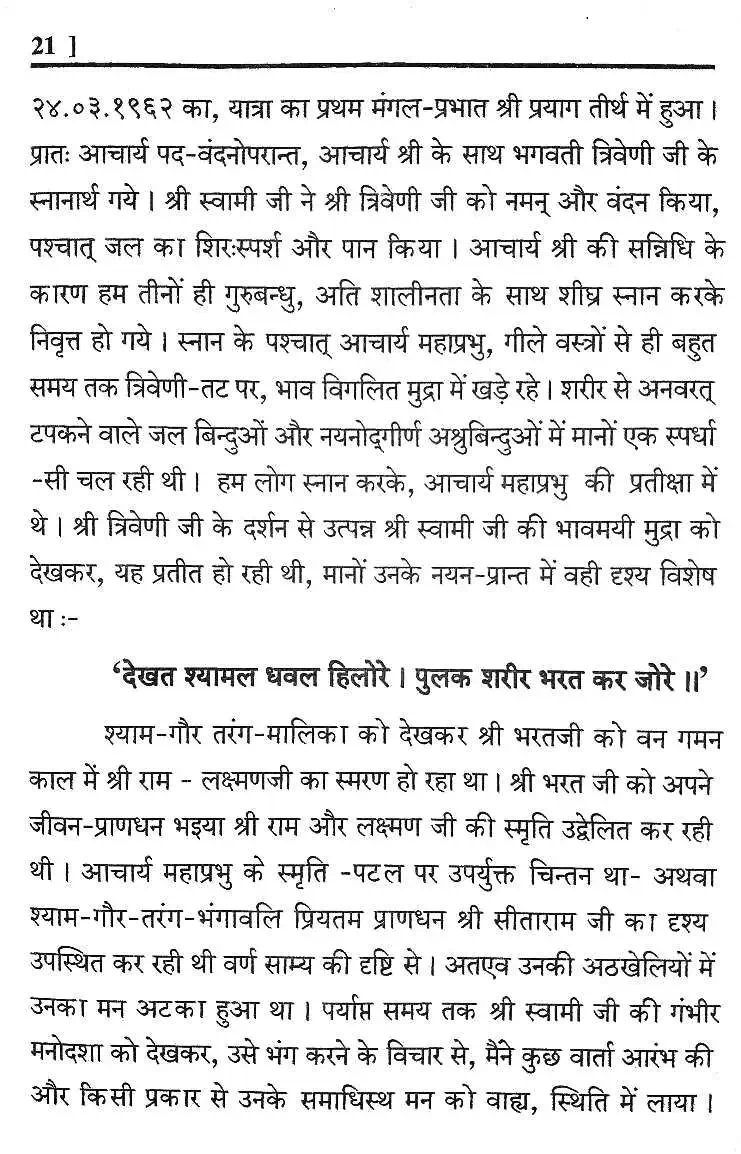 21 ]
२४.०३.१९६२ का, यात्रा का प्रथम मंगल-प्रभात श्री प्रयाग तीर्थ में हुआ ।
प्रातः आचार्य पद-वंदनोपरान्त, आचार्य श्री के साथ भगवती त्रिवेणी जी के
स्नानार्थ गये । श्री स्वामी जी ने श्री त्रिवेणी जी को नमन् और वंदन किया,
पश्चात् जल का शिरःस्पर्श और पान किया । आचार्य श्री की सन्निधि के
कारण हम तीनों ही गुरुबन्धु, अति शालीनता के साथ शीघ्र स्नान करके
निवृत्त हो गये । स्नान के पश्चात् आचार्य महाप्रभु, गीले वस्त्रों से ही बहुत
समय तक त्रिवेणी-तट पर, भाव विगलित मुद्रा में खड़े रहे । शरीर से अनवरत्
टपकने वाले जल बिन्दुओं और नयनोद्गीर्ण अश्रुबिन्दुओं में मानों एक स्पर्धा
-सी चल रही थी । हम लोग स्नान करके, आचार्य महाप्रभु की प्रतीक्षा में
थे । श्री त्रिवेणी जी के दर्शन से उत्पन्न श्री स्वामी जी की भावमयी मुद्रा को
देखकर, यह प्रतीत हो रही थी, मानों उनके नयन-प्रान्त में वही दृश्य विशेष
था :-
‘देखत श्यामल धवल हिलोरे । पुलक शरीर भरत कर जोरे ॥’
श्याम-गौर तरंग-मालिका को देखकर श्री भरतजी को वन गमन
काल में श्री राम - लक्ष्मणजी का स्मरण हो रहा था । श्री भरत जी को अपने
जीवन-प्राणधन भइया श्री राम और लक्ष्मण जी की स्मृति उद्वेलित कर रही
थी । आचार्य महाप्रभु के स्मृति -पटल पर उपर्युक्त चिन्तन था- अथवा
श्याम-गौर-तरंग-भंगावलि प्रियतम प्राणधन श्री सीताराम जी का दृश्य
उपस्थित कर रही थी वर्ण साम्य की दृष्टि से । अतएव उनकी अठखेलियों में
उनका मन अटका हुआ था । पर्याप्त समय तक श्री स्वामी जी की गंभीर
मनोदशा को देखकर, उसे भंग करने के विचार से, मैंने कुछ वार्ता आरंभ की
और किसी प्रकार से उनके समाधिस्थ मन को वाह्य, स्थिति में लाया ।